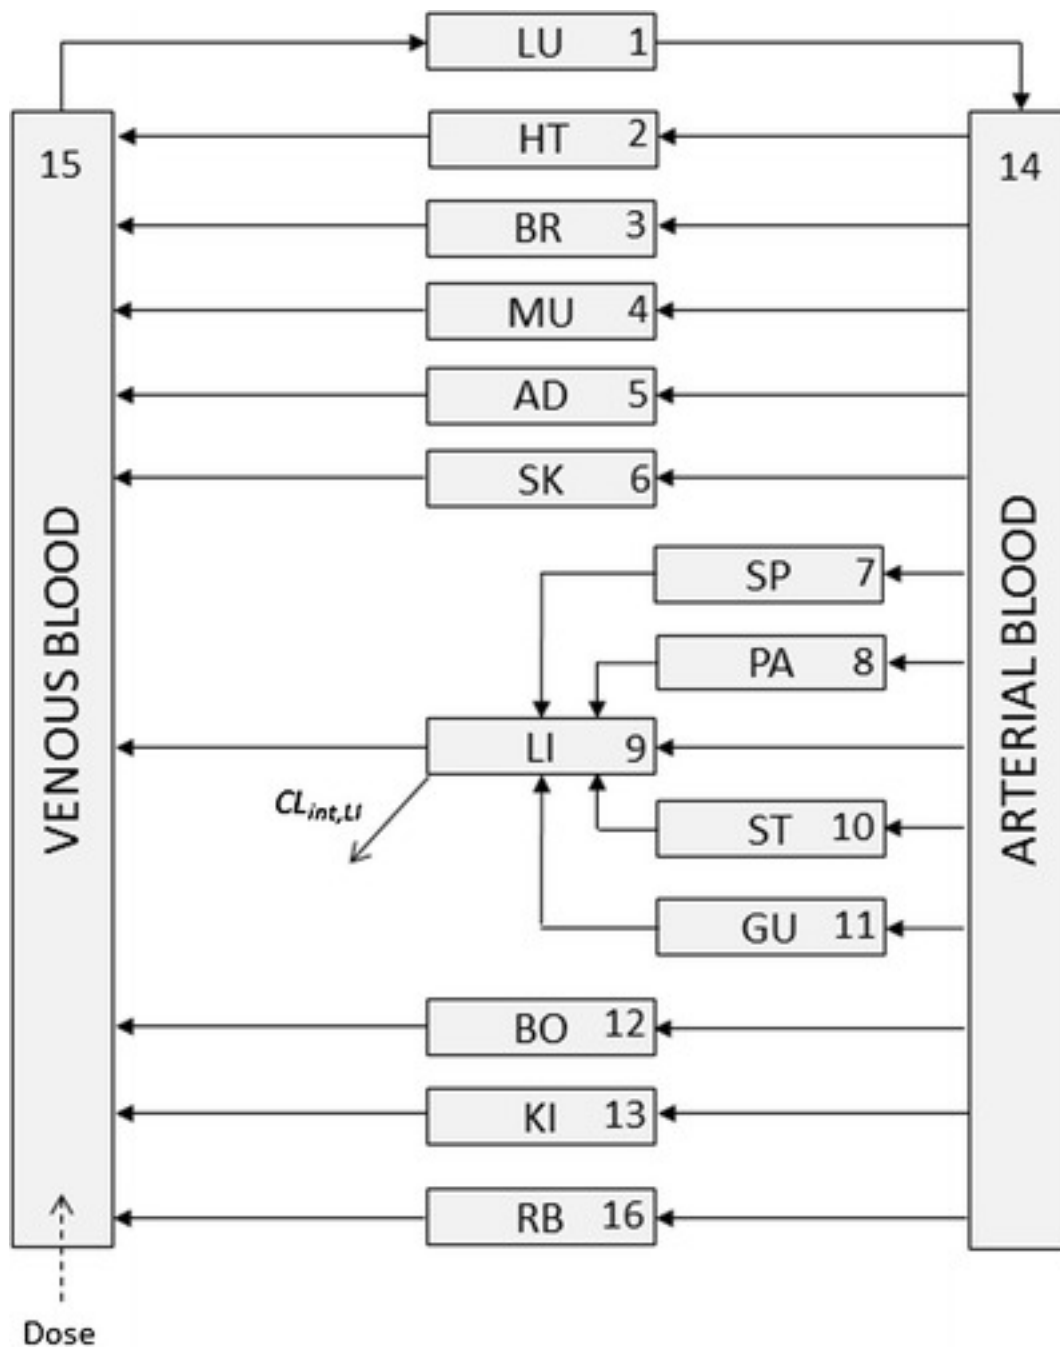 LU 1
15
HT 2
14
BR 3
MU 4
AD 5
SK 6
VENOUS BLOOD
ARTERIAL BLOOD
SP 7
PA 8
LI 9
CLint,LI
ST 10
GU 11
BO 12
KI 13
RB 16
Dose